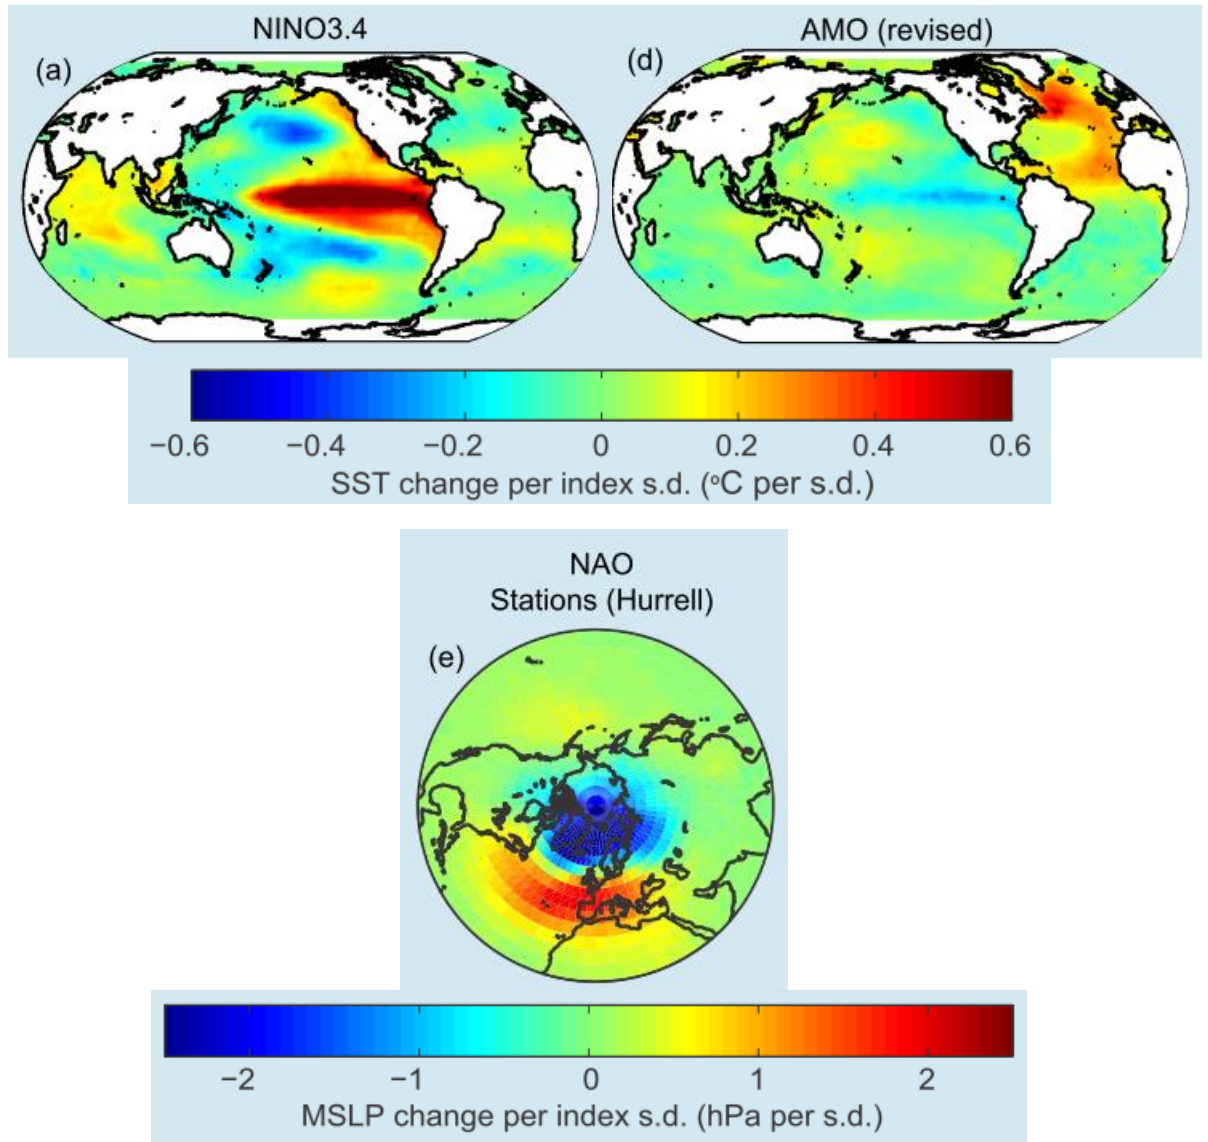 NINO3.4
AMO (revised)
(a)
(d)
−0.6 −0.4 −0.2 0 0.2 0.4 0.6
SST change per index s.d. (ºC per s.d.)
NAO
Stations (Hurrell)
(e)
−2 −1 0 1 2
MSLP change per index s.d. (hPa per s.d.)